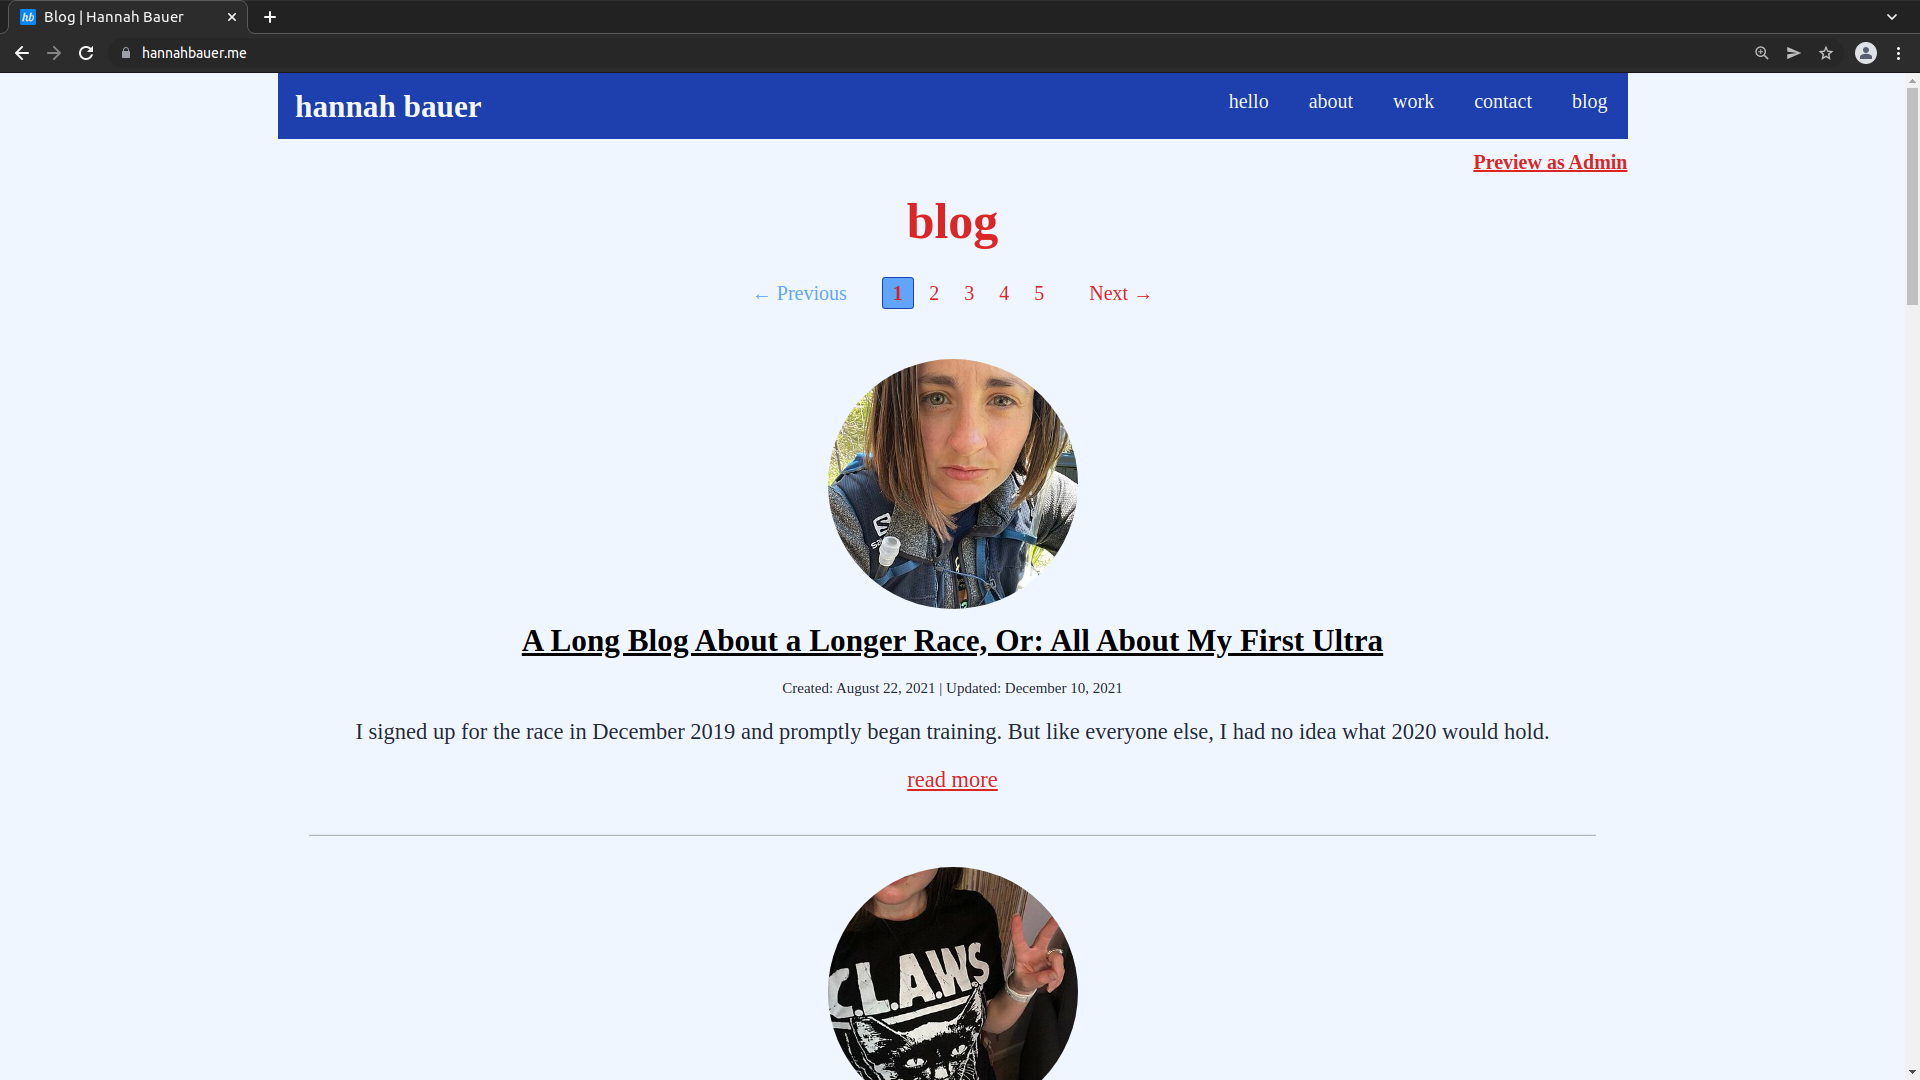 hb Blog | Hannah Bauer
hannahbauer.me
hannah bauer
hello about work contact blog
Preview as Admin
blog
← Previous 1 2 3 4 5 Next →
A Long Blog About a Longer Race, Or: All About My First Ultra
Created: August 22, 2021 | Updated: December 10, 2021
I signed up for the race in December 2019 and promptly began training. But like everyone else, I had no idea what 2020 would hold.
read more
C.L.A.W.S